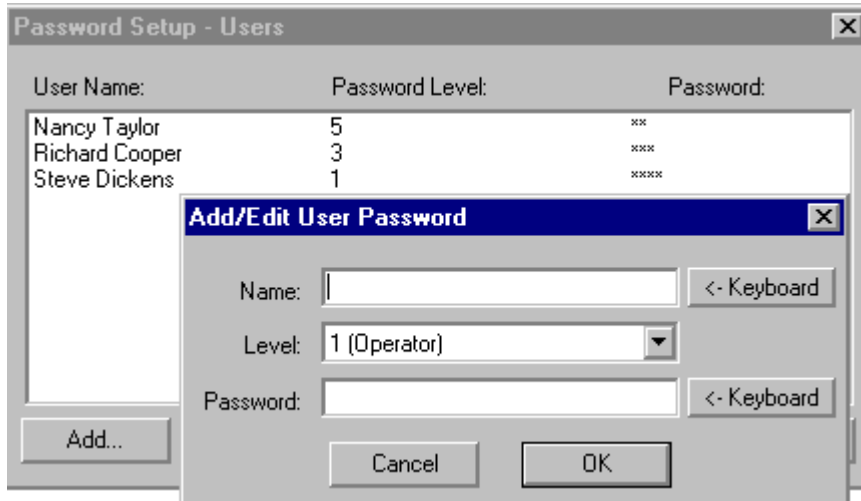 Password Setup - Users
User Name: Password Level: Password:
Nancy Taylor 5 **
Richard Cooper 3 ***
Steve Dickens 1 ****
Add/Edit User Password
Name: <- Keyboard
Level: 1 (Operator)
Password: <- Keyboard
Add...
Cancel OK